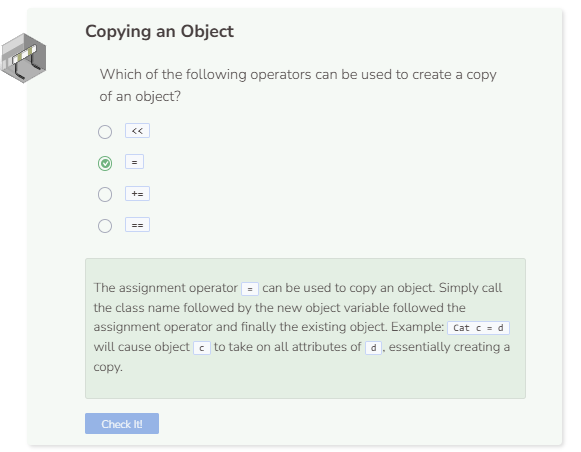 Copying an Object
Which of the following operators can be used to create a copy
of an object?
<<
=
+=
==
The assignment operator = can be used to copy an object. Simply call
the class name followed by the new object variable followed the
assignment operator and finally the existing object. Example: Cat c = d
will cause object c to take on all attributes of d , essentially creating a
copy.
Check It!